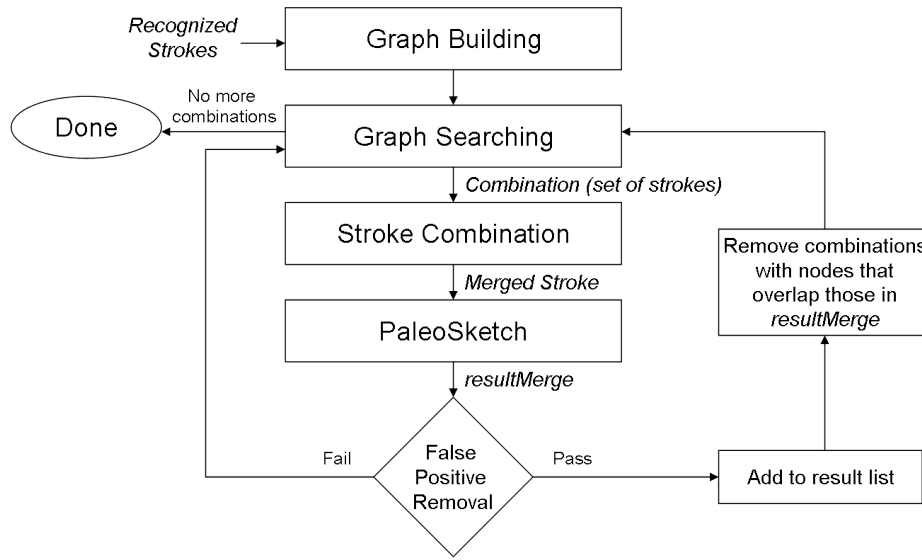 Recognized
Strokes
Graph Building
No more
combinations
Done
Graph Searching
Combination (set of strokes)
Stroke Combination
Merged Stroke
PaleoSketch
resultMerge
Remove combinations
with nodes that
overlap those in
resultMerge
False
Positive
Removal
Fail
Pass
Add to result list